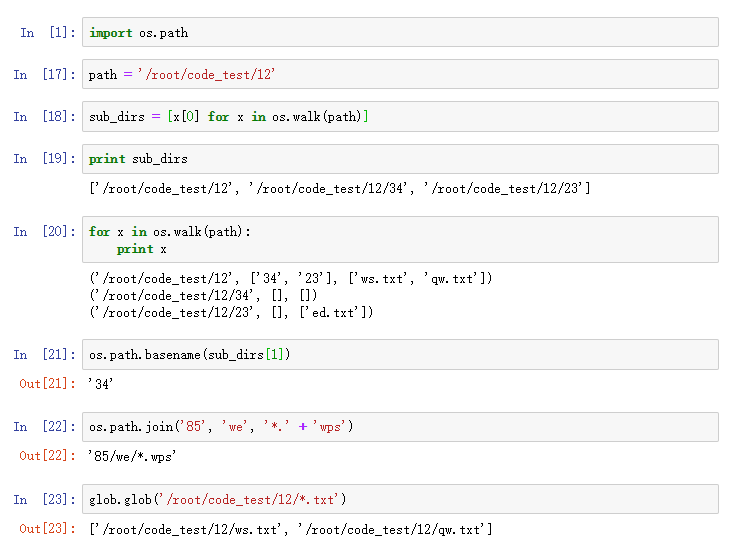 In [1]: import os.path
In [17]: path = '/root/code_test/12'
In [18]: sub_dirs = [x[0] for x in os.walk(path)]
In [19]: print sub_dirs
['/root/code_test/12', '/root/code_test/12/34', '/root/code_test/12/23']
In [20]: for x in os.walk(path):
    print x
('/root/code_test/12', ['34', '23'], ['ws.txt', 'qw.txt'])
('/root/code_test/12/34', [], [])
('/root/code_test/12/23', [], ['ed.txt'])
In [21]: os.path.basename(sub_dirs[1])
Out[21]: '34'
In [22]: os.path.join('85', 'we', '*.' + 'wps')
Out[22]: '85/we/*.wps'
In [23]: glob.glob('/root/code_test/12/*.txt')
Out[23]: ['/root/code_test/12/ws.txt', '/root/code_test/12/qw.txt']